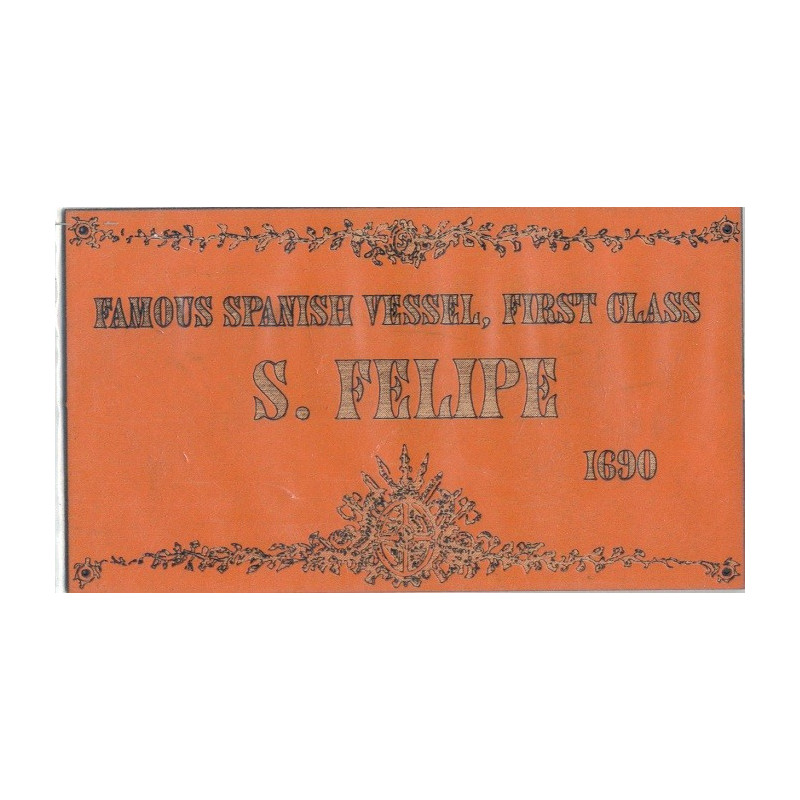 FAMOUS SPANISH VESSEL, FIRST CLASS
S. FELIPE
1690